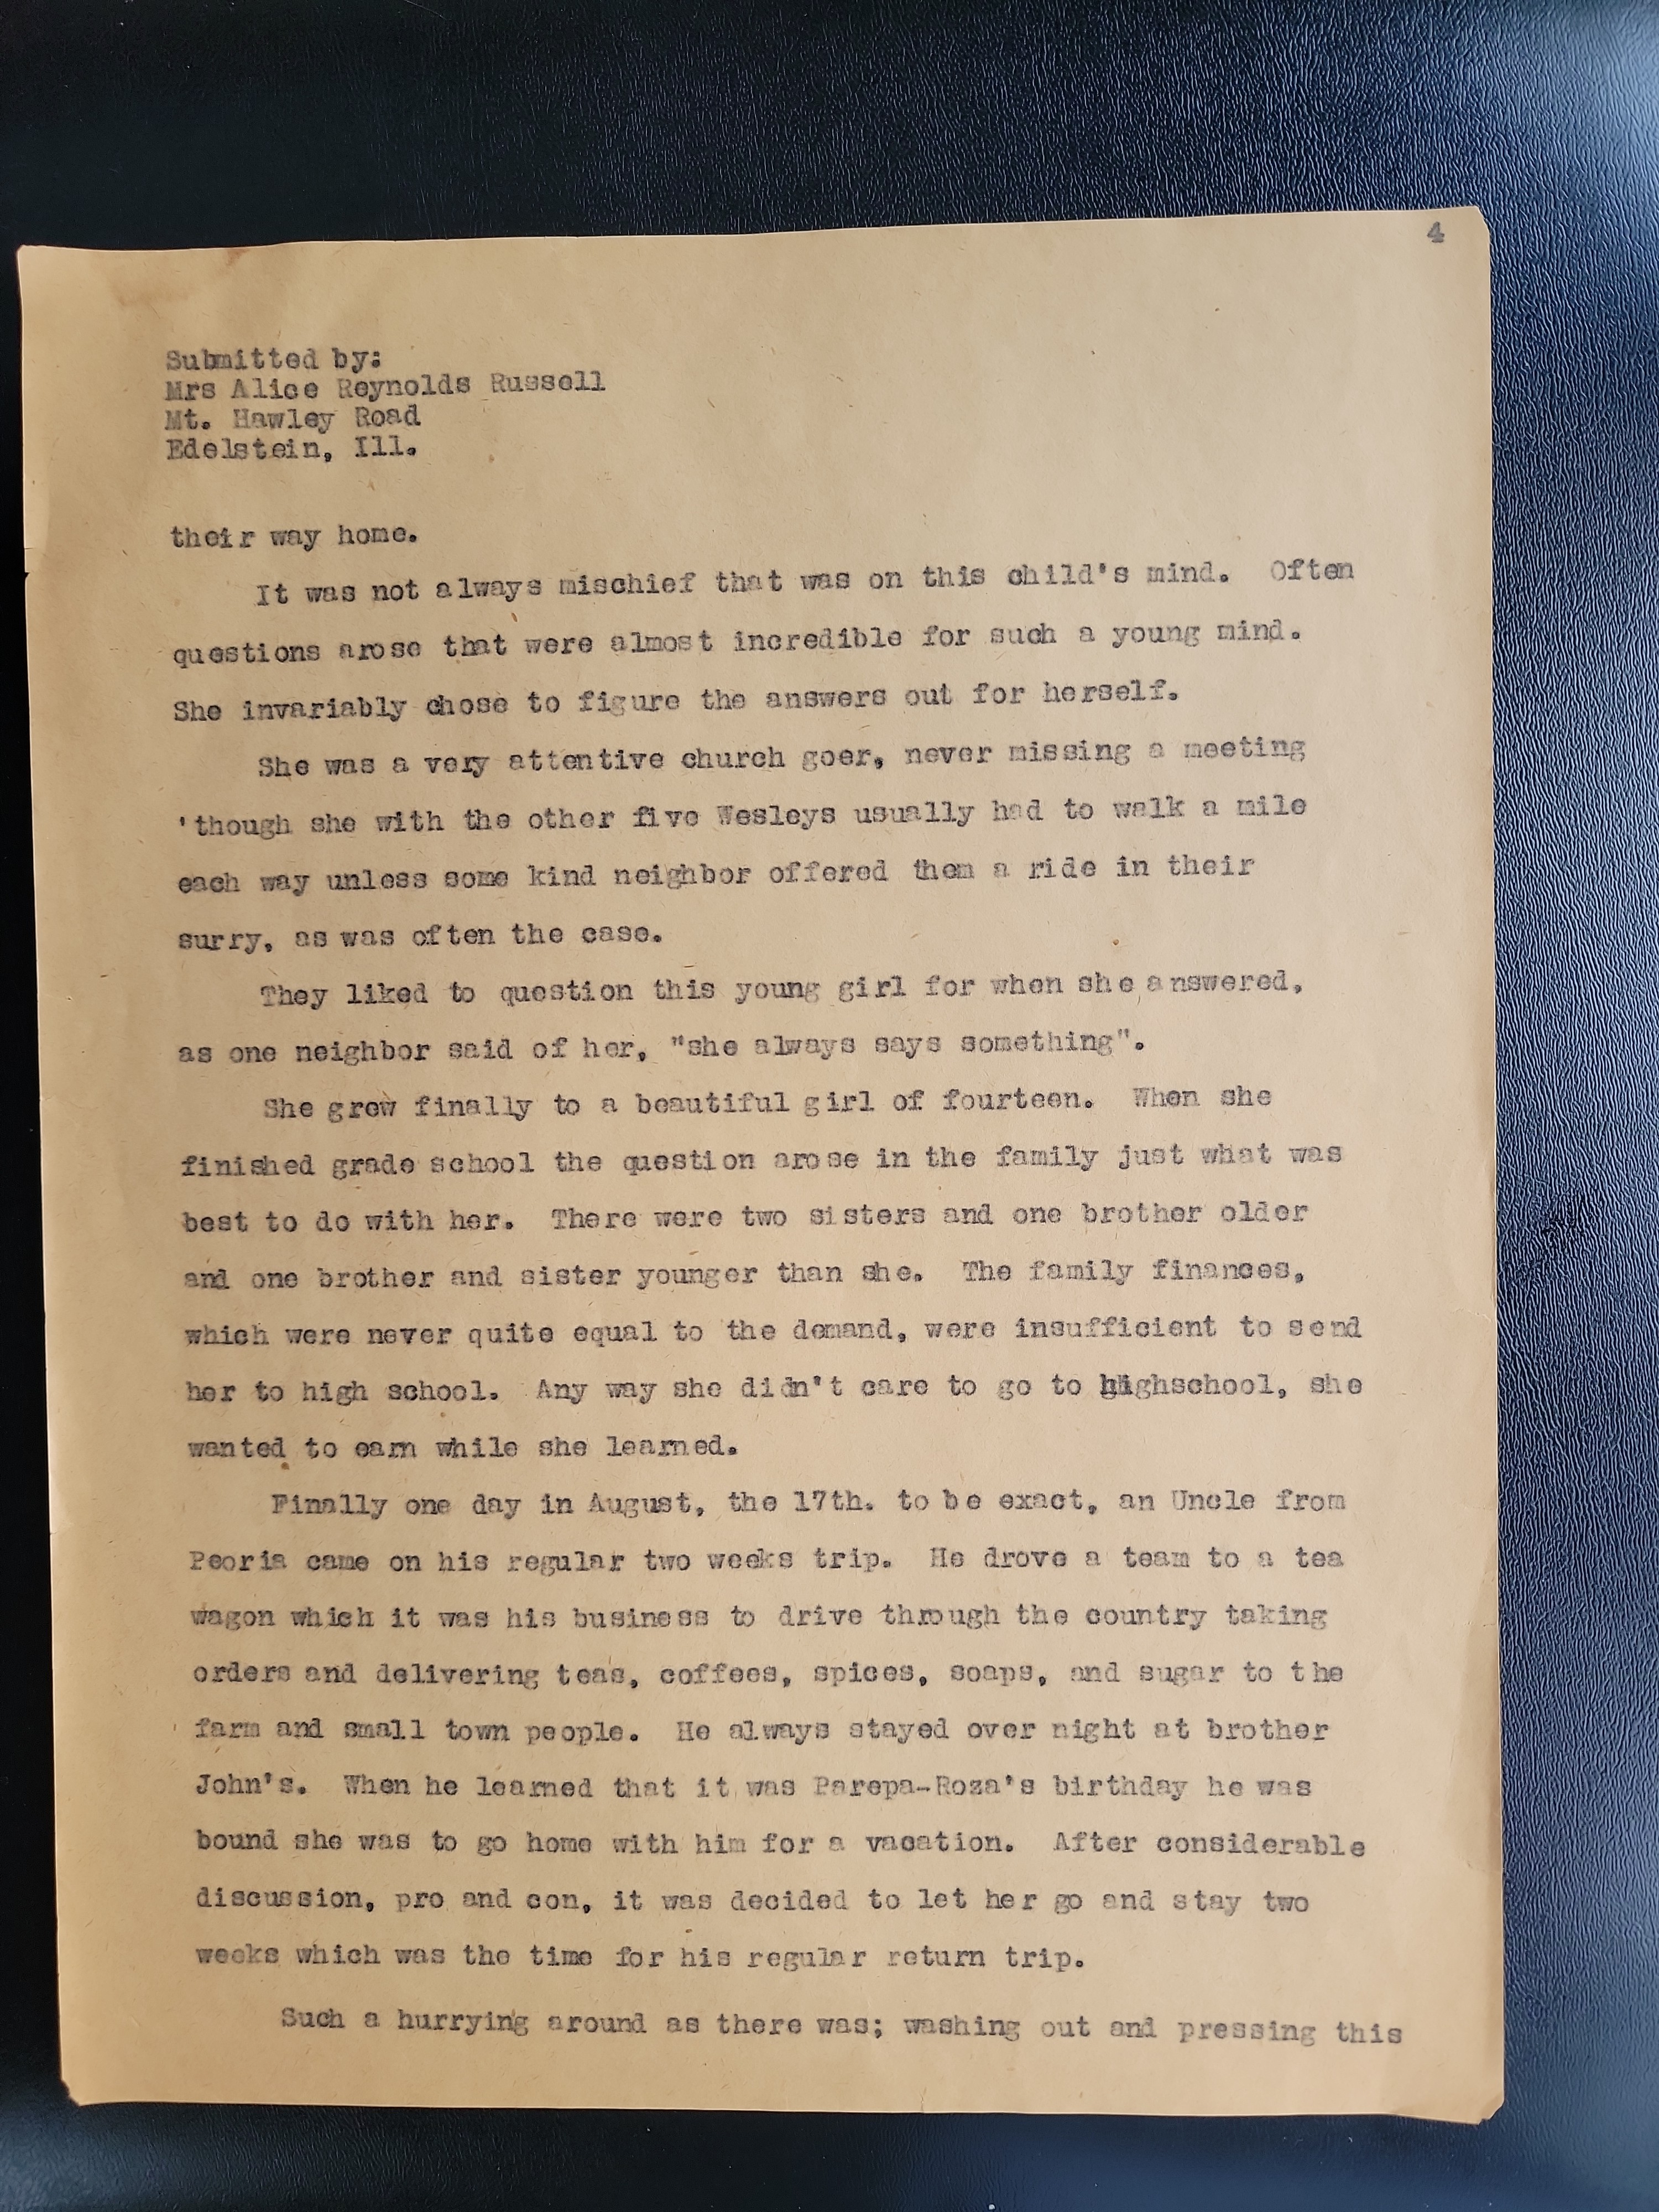 4
Submitted by:
Mrs Alice Reynolds Russell
Mt. Hawley Road
Edelstein, Ill.
their way home.
It was not always mischief that was on this child's mind. Often
questions arose that were almost incredible for such a young mind.
She invariably chose to figure the answers out for herself.
She was a very attentive church goer, never missing a meeting
'though she with the other five Wesleys usually had to walk a mile
each way unless some kind neighbor offered them a ride in their
surry, as was often the case.
They liked to question this young girl for when she answered,
as one neighbor said of her, "she always says something".
She grew finally to a beautiful girl of fourteen. When she
finished grade school the question arose in the family just what was
best to do with her. There were two sisters and one brother older
and one brother and sister younger than she. The family finances,
which were never quite equal to the demand, were insufficient to send
her to high school. Any way she didn't care to go to highschool, she
wanted to earn while she learned.
Finally one day in August, the 17th. to be exact, an Uncle from
Peoria came on his regular two weeks trip. He drove a team to a tea
wagon which it was his business to drive through the country taking
orders and delivering teas, coffees, spices, soaps, and sugar to the
farm and small town people. He always stayed over night at brother
John's. When he learned that it was Parepa-Roza's birthday he was
bound she was to go home with him for a vacation. After considerable
discussion, pro and con, it was decided to let her go and stay two
weeks which was the time for his regular return trip.
Such a hurrying around as there was; washing out and pressing this